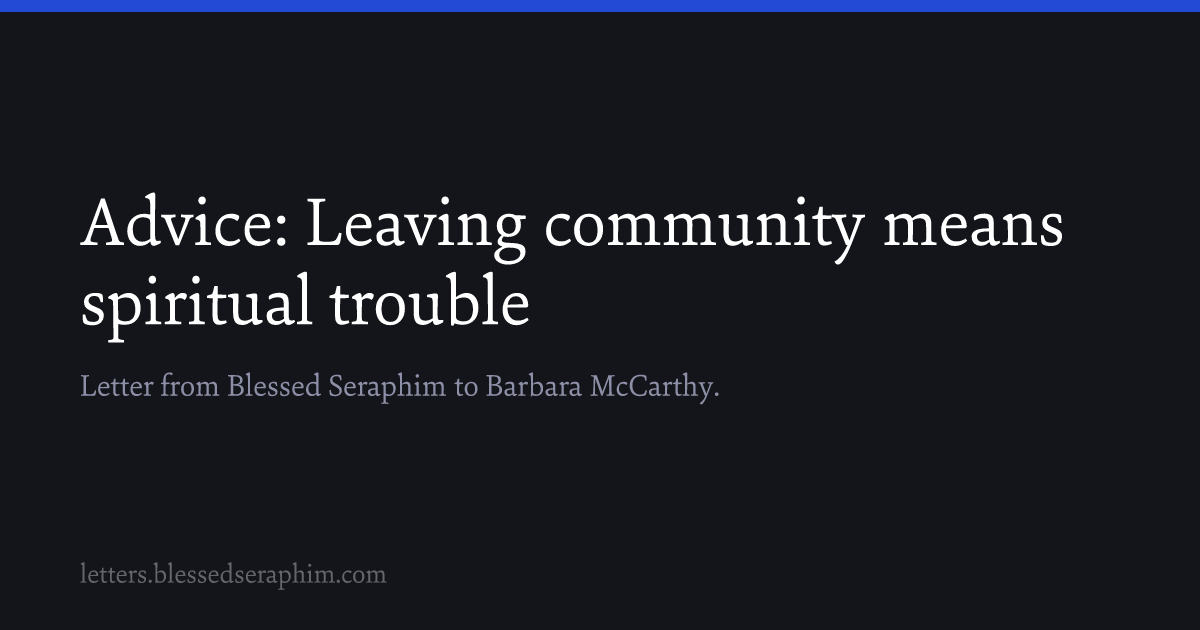 Advice: Leaving community means
spiritual trouble
Letter from Blessed Seraphim to Barbara McCarthy.
letters.blessedseraphim.com